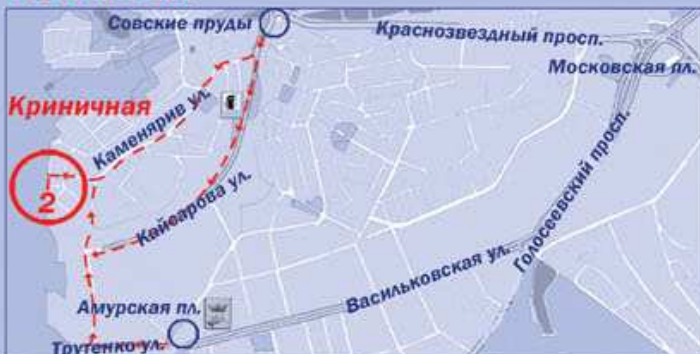 Совские пруды
Краснозвездный просп.
Московская пл.
Криничная
Каменярив ул.
2
Кайсарова ул.
Голосеевский просп.
Васильковская ул.
Амурская пл.
Трутенко ул.